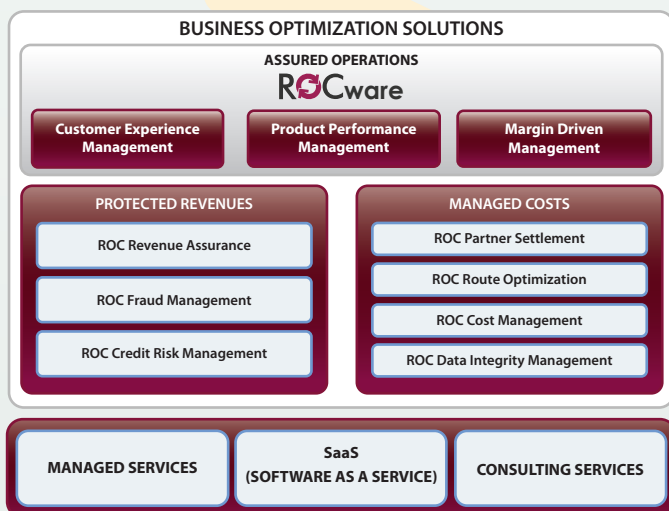 BUSINESS OPTIMIZATION SOLUTIONS
ASSURED OPERATIONS
ROCware
Customer Experience
Management
Product Performance
Management
Margin Driven
Management
PROTECTED REVENUES
ROC Revenue Assurance
ROC Fraud Management
ROC Credit Risk Management
MANAGED COSTS
ROC Partner Settlement
ROC Route Optimization
ROC Cost Management
ROC Data Integrity Management
MANAGED SERVICES
SaaS
(SOFTWARE AS A SERVICE)
CONSULTING SERVICES